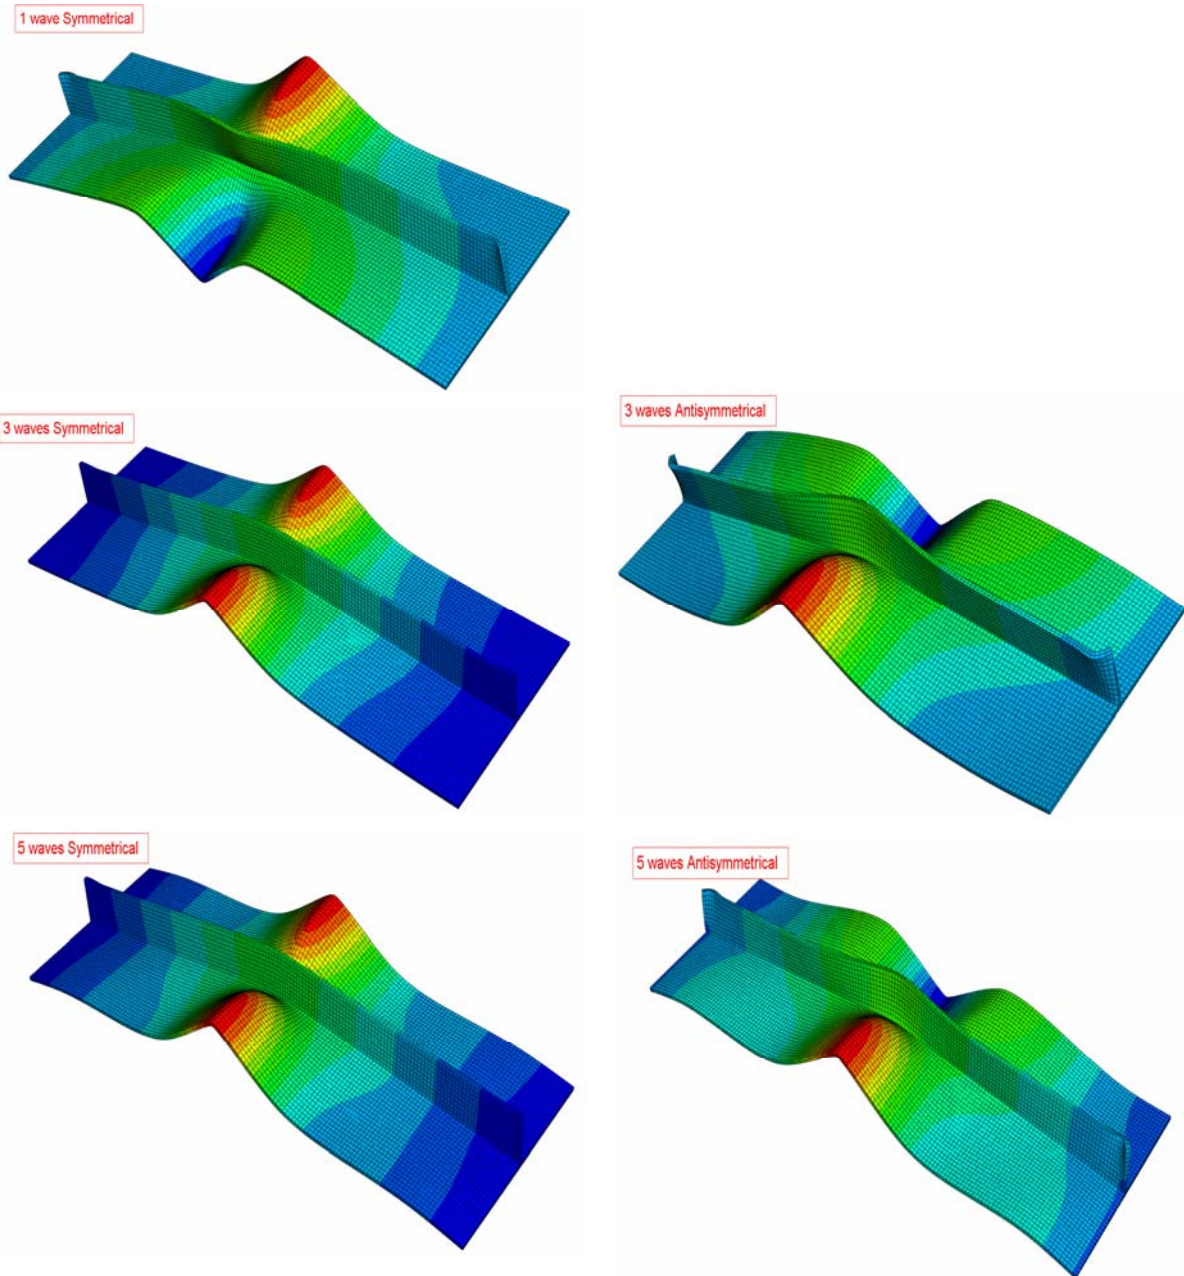 1 wave Symmetrical
3 waves Symmetrical
3 waves Antisymmetrical
5 waves Symmetrical
5 waves Antisymmetrical